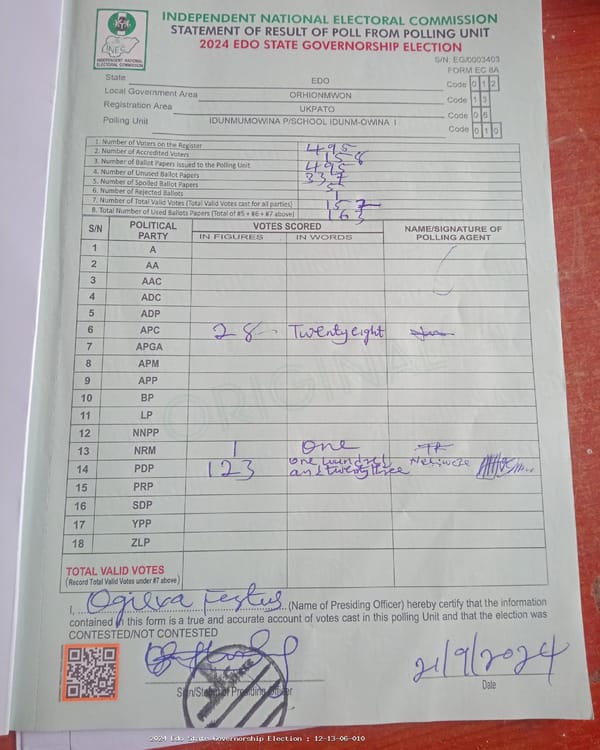 INDEPENDENT NATIONAL ELECTORAL COMMISSION
STATEMENT OF RESULT OF POLL FROM POLLING UNIT
2024 EDO STATE GOVERNORSHIP ELECTION
INEC
INDEPENDENT NATIONAL ELECTORAL COMMISSION
S/N: EG/0003403
FORM EC 8A
State EDO Code 0 1 2
Local Government Area ORHIONMWON Code 1 3
Registration Area UKPATO Code 0 6
Polling Unit IDUNMUMOWINA P/SCHOOL IDUNM-OWINA I Code 0 1 0
1. Number of Voters on the Register 495
2. Number of Accredited Voters 158
3. Number of Ballot Papers Issued to the Polling Unit 495
4. Number of Unused Ballot Papers 337
5. Number of Spoiled Ballot Papers 5
6. Number of Rejected Ballots 1
7. Number of Total Valid Votes (Total Valid Votes cast for all parties) 157
8. Total Number of Used Ballots Papers (Total of #5 + #6 + #7 above) 163
S/N POLITICAL PARTY VOTES SCORED NAME/SIGNATURE OF POLLING AGENT
IN FIGURES IN WORDS
1 A
2 AA
3 AAC
4 ADC
5 ADP
6 APC 28 Twenty eight
7 APGA
8 APM
9 APP
10 BP
11 LP
12 NNPP
13 NRM 1 One
14 PDP 123 One hundred and twenty three
15 PRP
16 SDP
17 YPP
18 ZLP
ORIGINAL
TOTAL VALID VOTES
(Record Total Valid Votes under #7 above)
I, Festus (Name of Presiding Officer) hereby certify that the information
contained in this form is a true and accurate account of votes cast in this polling Unit and that the election was
CONTESTED/NOT CONTESTED
21/9/2024
Sign/Stamp of Presiding Officer Date
2024 Edo State Governorship Election : 12-13-06-010